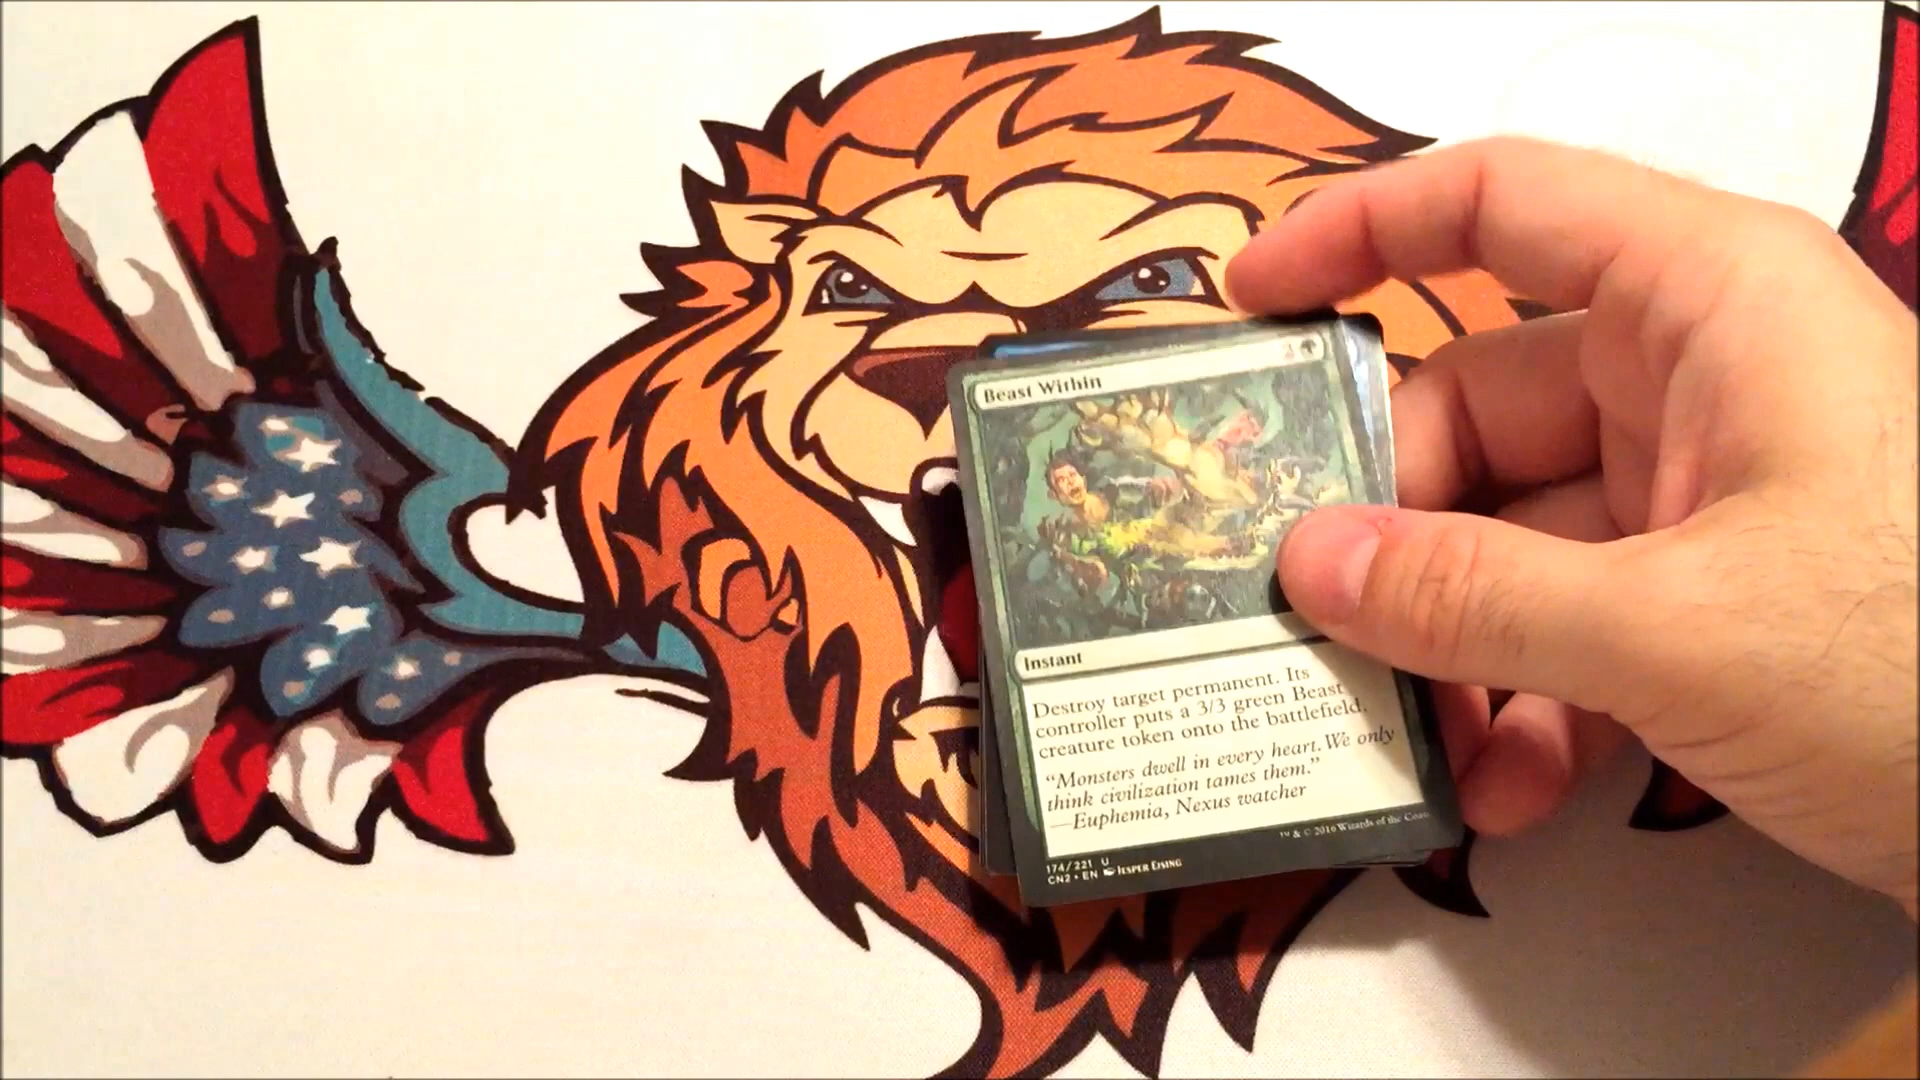 Beast Within
2
Instant
Destroy target permanent. Its
controller puts a 3/3 green Beast
creature token onto the battlefield.
“Monsters dwell in every heart. We only
think civilization tames them.”
—Euphemia, Nexus watcher
™ & © 2016 Wizards of the Coast
174/221 U
CN2 • EN JESPER EJSING